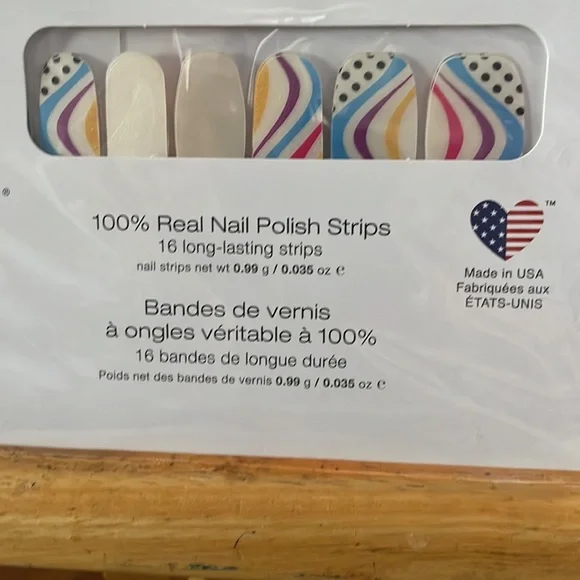 ®
100% Real Nail Polish Strips
16 long-lasting strips
nail strips net wt 0.99 g / 0.035 oz ℮
Bandes de vernis
à ongles véritable à 100%
16 bandes de longue durée
Poids net des bandes de vernis 0.99 g / 0.035 oz ℮
™
Made in USA
Fabriquées aux
ÉTATS-UNIS